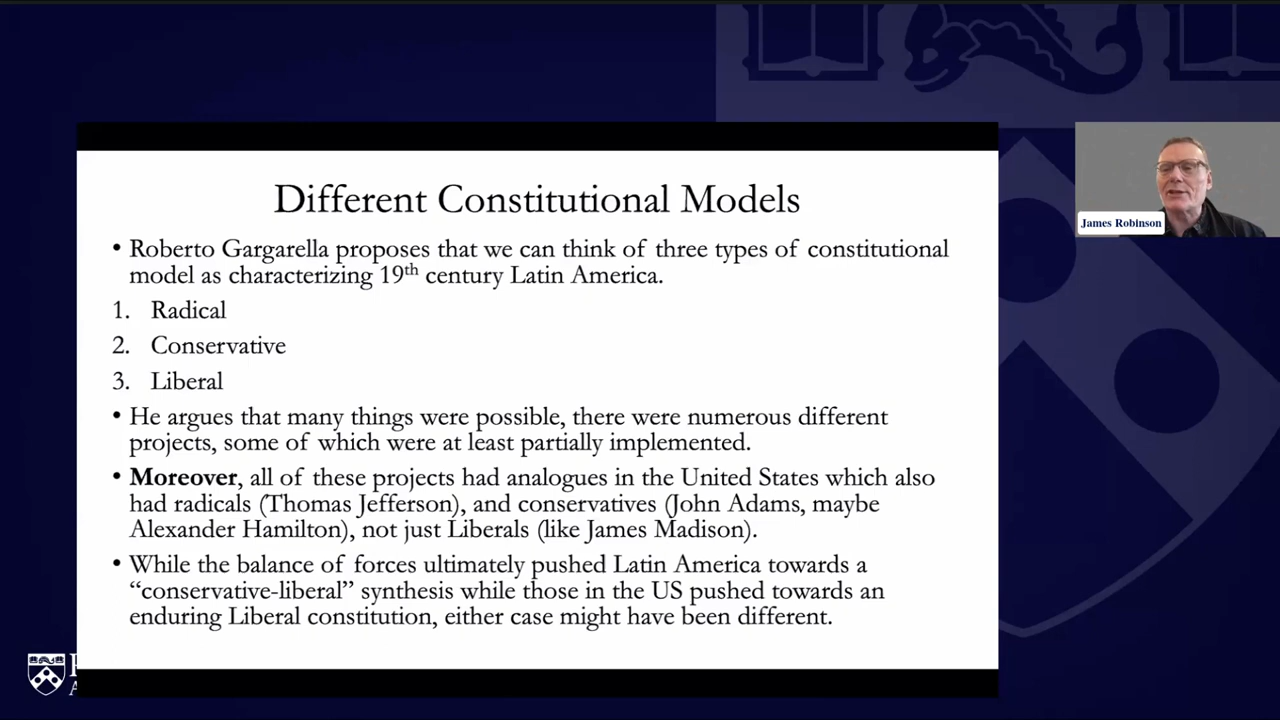 Different Constitutional Models
• Roberto Gargarella proposes that we can think of three types of constitutional
model as characterizing 19th century Latin America.
1. Radical
2. Conservative
3. Liberal
• He argues that many things were possible, there were numerous different
projects, some of which were at least partially implemented.
• Moreover, all of these projects had analogues in the United States which also
had radicals (Thomas Jefferson), and conservatives (John Adams, maybe
Alexander Hamilton), not just Liberals (like James Madison).
• While the balance of forces ultimately pushed Latin America towards a
“conservative-liberal” synthesis while those in the US pushed towards an
enduring Liberal constitution, either case might have been different.
James Robinson